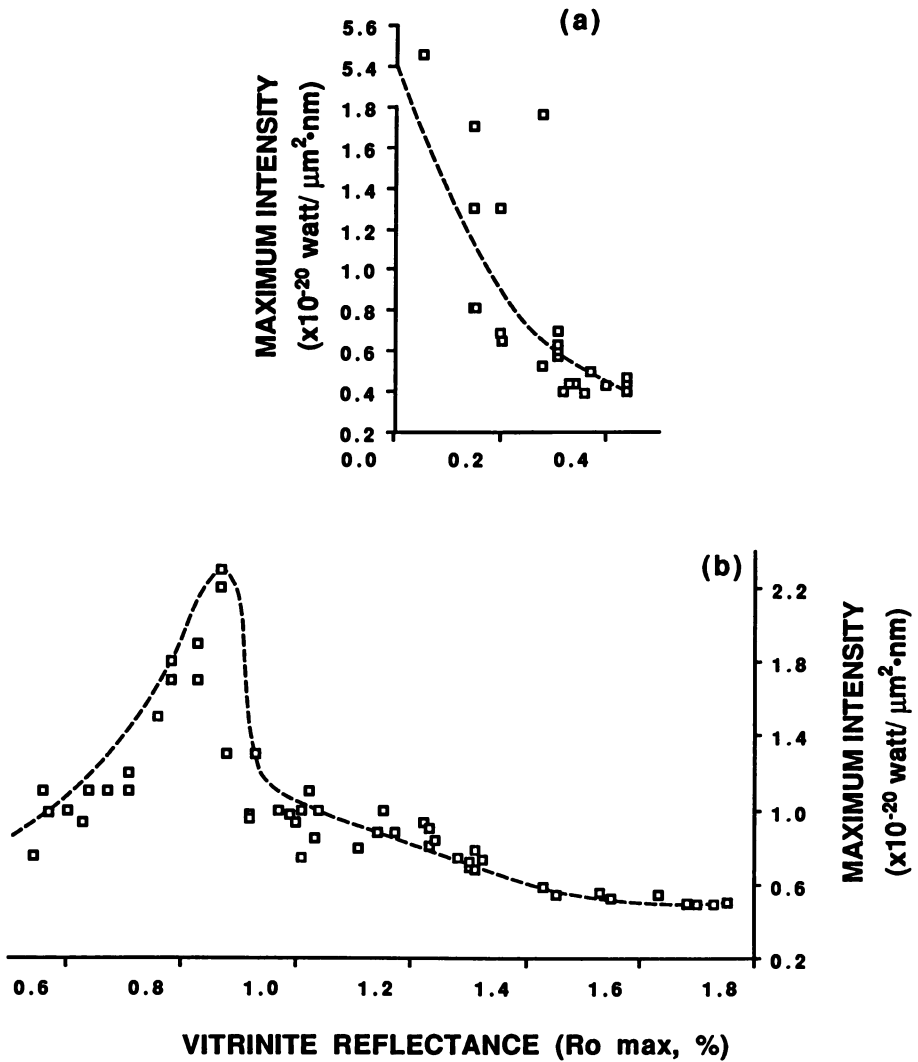 (a)
5.6
5.4
1.8
1.6
1.4
1.2
1.0
0.8
0.6
0.4
0.2
MAXIMUM INTENSITY
(x10⁻²⁰ watt/ μm²•nm)
0.0 0.2 0.4
(b)
2.2
1.8
1.4
1.0
0.6
0.2
MAXIMUM INTENSITY
(x10⁻²⁰ watt/ μm²•nm)
0.6 0.8 1.0 1.2 1.4 1.6 1.8
VITRINITE REFLECTANCE (Ro max, %)